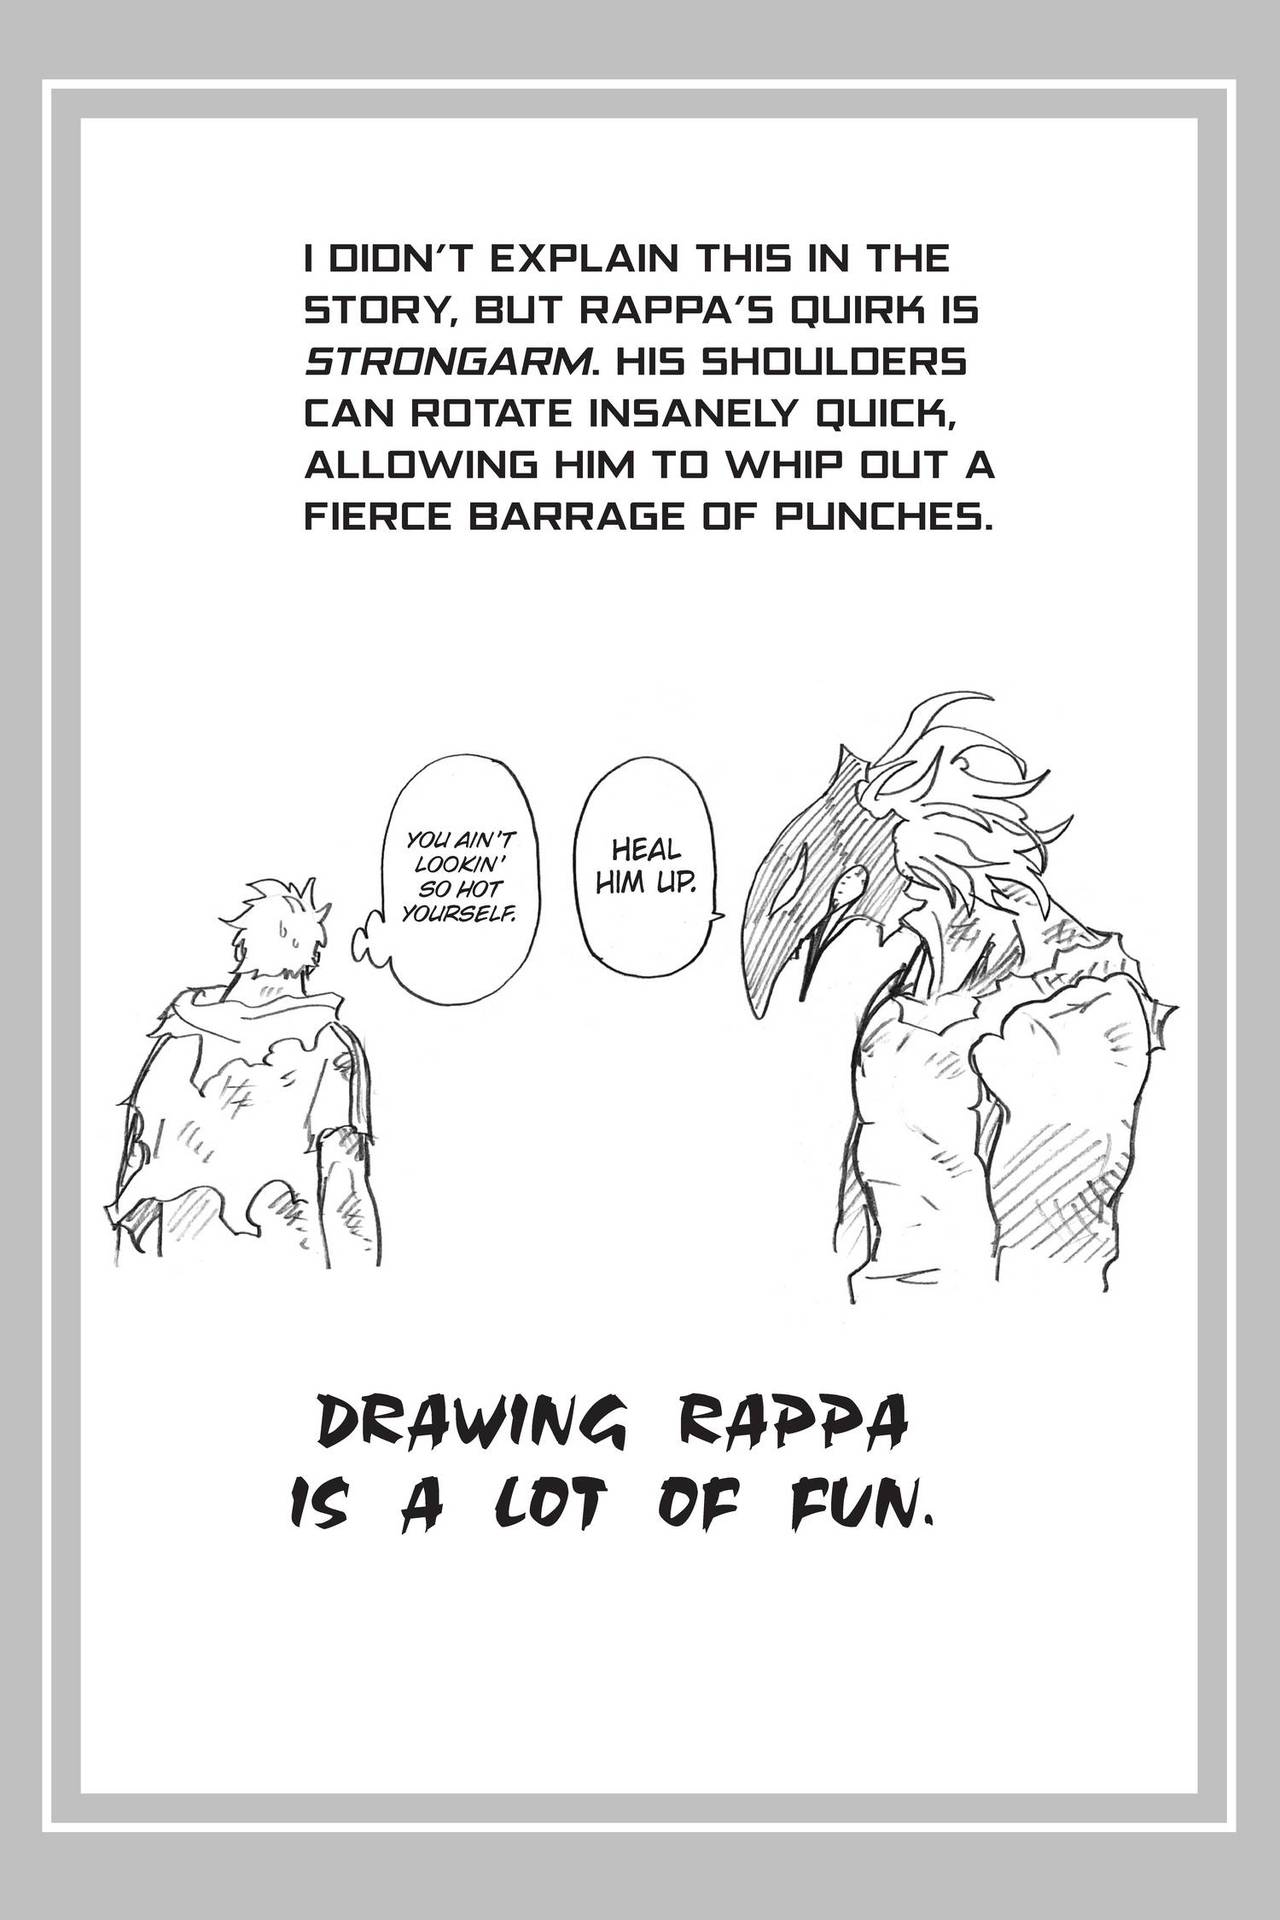 I DIDN'T EXPLAIN THIS IN THE
STORY, BUT RAPPA'S QUIRK IS
STRONGARM. HIS SHOULDERS
CAN ROTATE INSANELY QUICK,
ALLOWING HIM TO WHIP OUT A
FIERCE BARRAGE OF PUNCHES.
HEAL
HIM UP.
YOU AIN'T
LOOKIN'
SO HOT
YOURSELF.
DRAWING RAPPA
IS A LOT OF FUN.